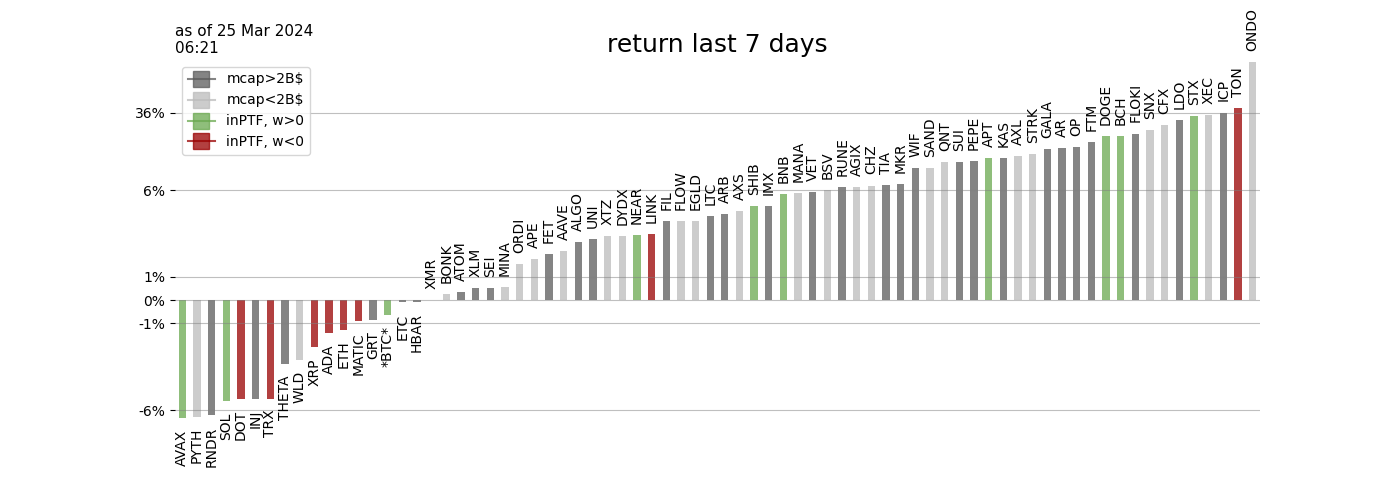 as of 25 Mar 2024
06:21
return last 7 days
mcap>2B$
mcap<2B$
inPTF, w>0
inPTF, w<0
36%
6%
1%
0%
-1%
-6%
AVAX
PYTH
RNDR
SOL
DOT
INJ
TRX
THETA
WLD
XRP
ADA
ETH
MATIC
GRT
*BTC*
ETC
HBAR
XMR
BONK
ATOM
XLM
SEI
MINA
ORDI
APE
FET
AAVE
ALGO
UNI
XTZ
DYDX
NEAR
LINK
FIL
FLOW
EGLD
LTC
ARB
AXS
SHIB
IMX
BNB
MANA
VET
BSV
RUNE
AGIX
CHZ
TIA
MKR
WIF
SAND
QNT
SUI
PEPE
APT
KAS
AXL
STRK
GALA
AR
OP
FTM
DOGE
BCH
FLOKI
SNX
CFX
LDO
STX
XEC
ICP
TON
ONDO